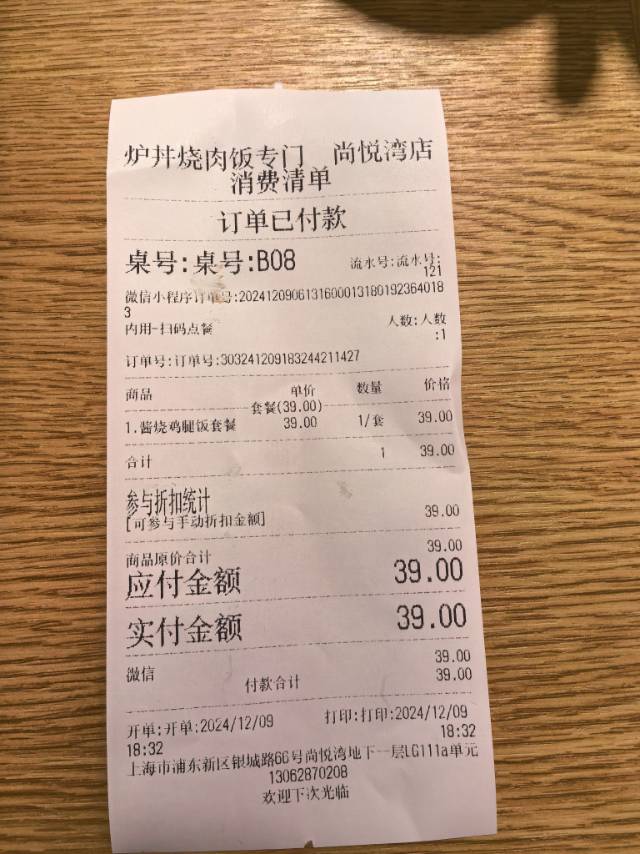 炉丼烧肉饭专门 尚悦湾店
消费清单
订单已付款
桌号:桌号:B08 流水号:流水号:
121
微信小程序订单号:2024120906131600013180192364018
3
内用-扫码点餐 人数:人数
:1
订单号:订单号:303241209183244211427
商品 单价 数量 价格
套餐(39.00)
1.酱烧鸡腿饭套餐 39.00 1/套 39.00
合计 1 39.00
参与折扣统计
[可参与手动折扣金额] 39.00
商品原价合计 39.00
应付金额 39.00
实付金额 39.00
微信 39.00
付款合计 39.00
开单:开单:2024/12/09 打印:打印:2024/12/09
18:32 18:32
上海市浦东新区银城路66号尚悦湾地下一层LG111a单元
13062870208
欢迎下次光临